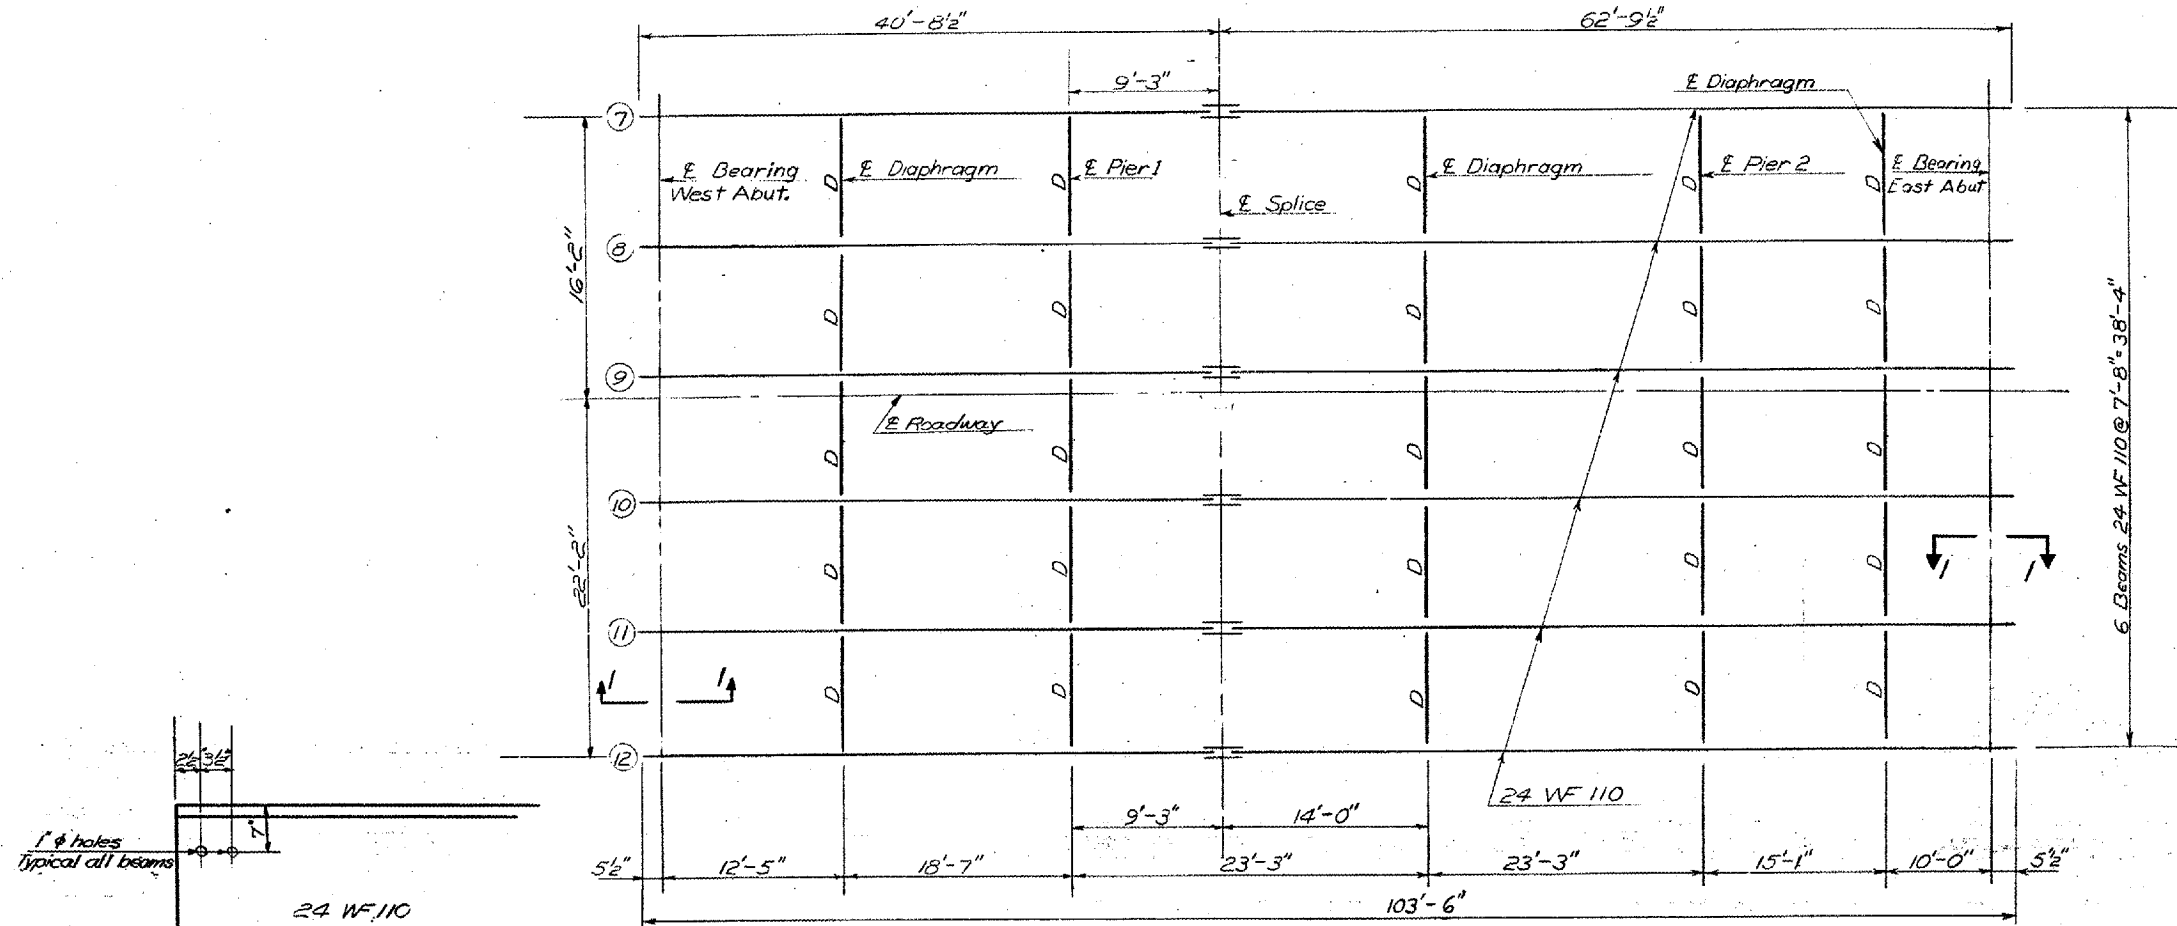 40'-8½"
62'-9½"
9'-3"
℄ Diaphragm
7
℄ Bearing
West Abut.
℄ Diaphragm
℄ Pier 1
℄ Splice
℄ Diaphragm
℄ Pier 2
℄ Bearing
East Abut
D D D D D
8
16'-2"
D D D D D
9
℄ Roadway
D D D D D
10
22'-2"
D D D D D
11
D D D D D
12
1 1
1 1
6 Beams 24 WF 110 @ 7'-8" = 38'-4"
24 WF 110
9'-3"
14'-0"
5½"
12'-5"
18'-7"
23'-3"
23'-3"
15'-1"
10'-0"
5½"
103'-6"
2½" 3½"
7"
1" ϕ holes
Typical all beams
24 WF 110